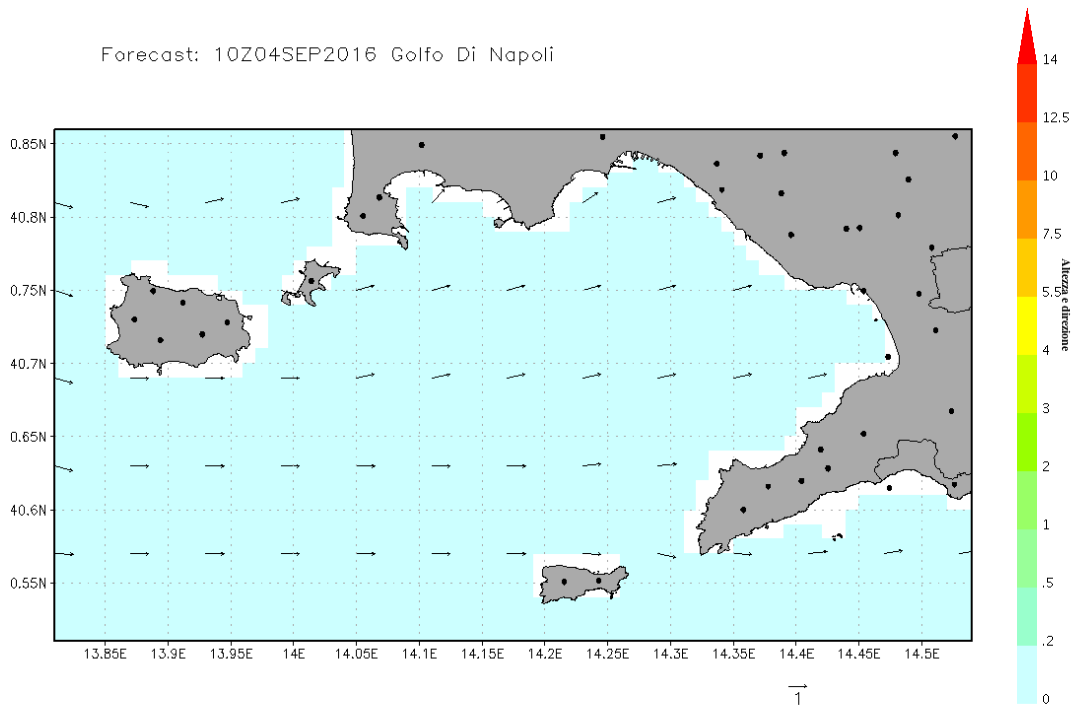 Forecast: 10Z04SEP2016 Golfo Di Napoli
0.85N
40.8N
0.75N
40.7N
0.65N
40.6N
0.55N
13.85E 13.9E 13.95E 14E 14.05E 14.1E 14.15E 14.2E 14.25E 14.3E 14.35E 14.4E 14.45E 14.5E
1
14
12.5
10
7.5
5.5
4
3
2
1
.5
.2
0
Altezza e direzione